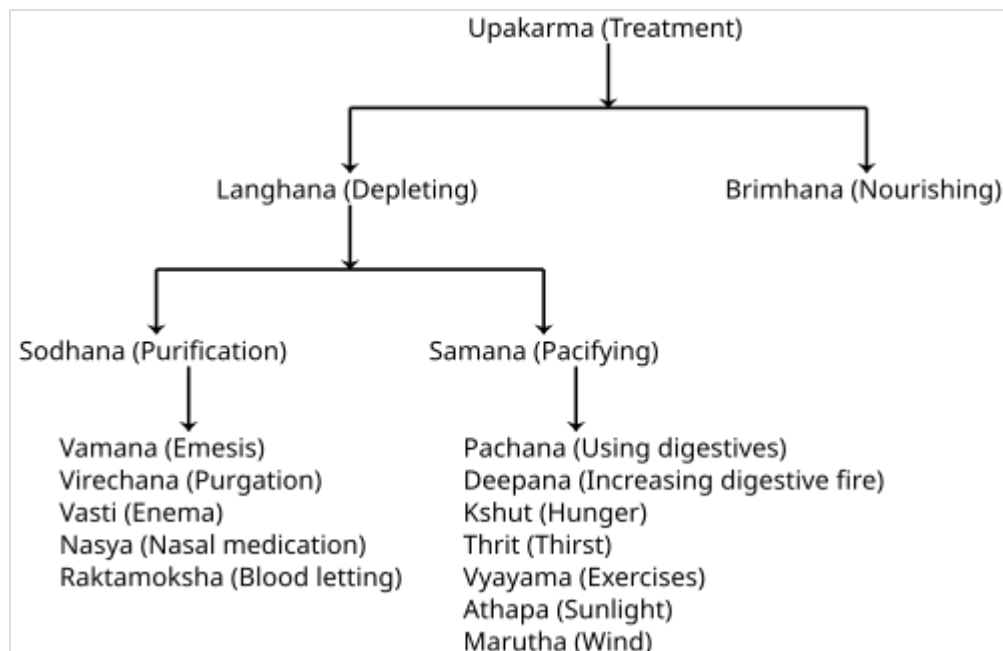 Upakarma (Treatment)
Langhana (Depleting)
Brimhana (Nourishing)
Sodhana (Purification)
Samana (Pacifying)
Vamana (Emesis)
Virechana (Purgation)
Vasti (Enema)
Nasya (Nasal medication)
Raktamoksha (Blood letting)
Pachana (Using digestives)
Deepana (Increasing digestive fire)
Kshut (Hunger)
Thrit (Thirst)
Vyayama (Exercises)
Athapa (Sunlight)
Marutha (Wind)